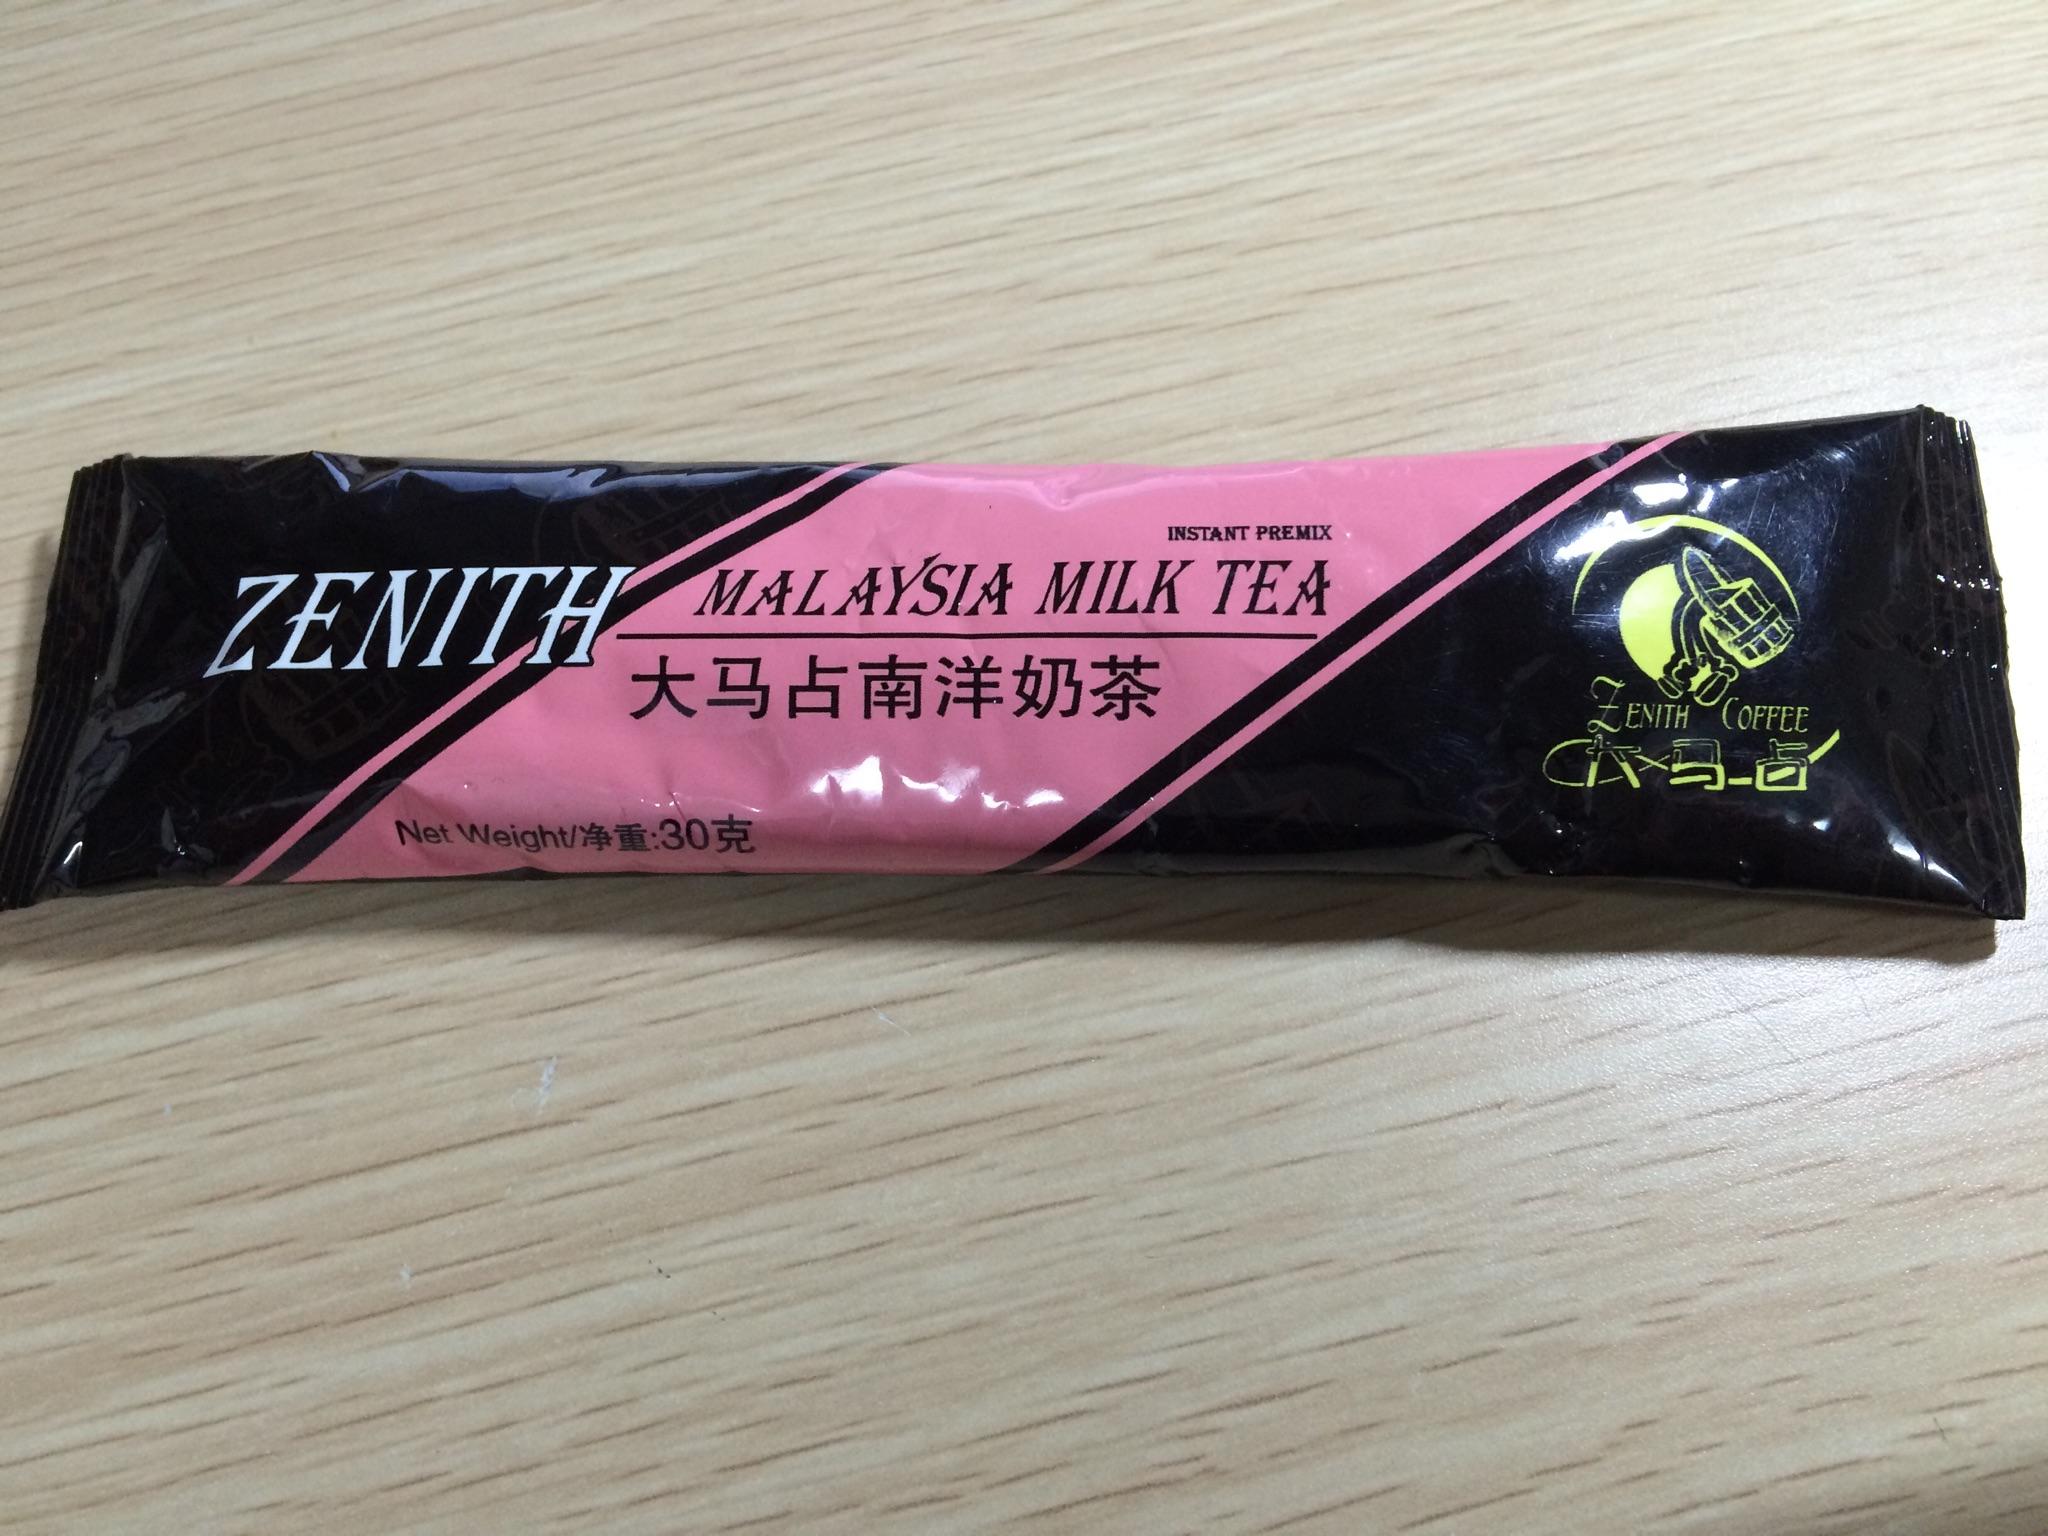 INSTANT PREMIX
ZENITH MALAYSIA MILK TEA
大马占南洋奶茶
Net Weight/净重:30克
ZENITH COFFEE
大马占